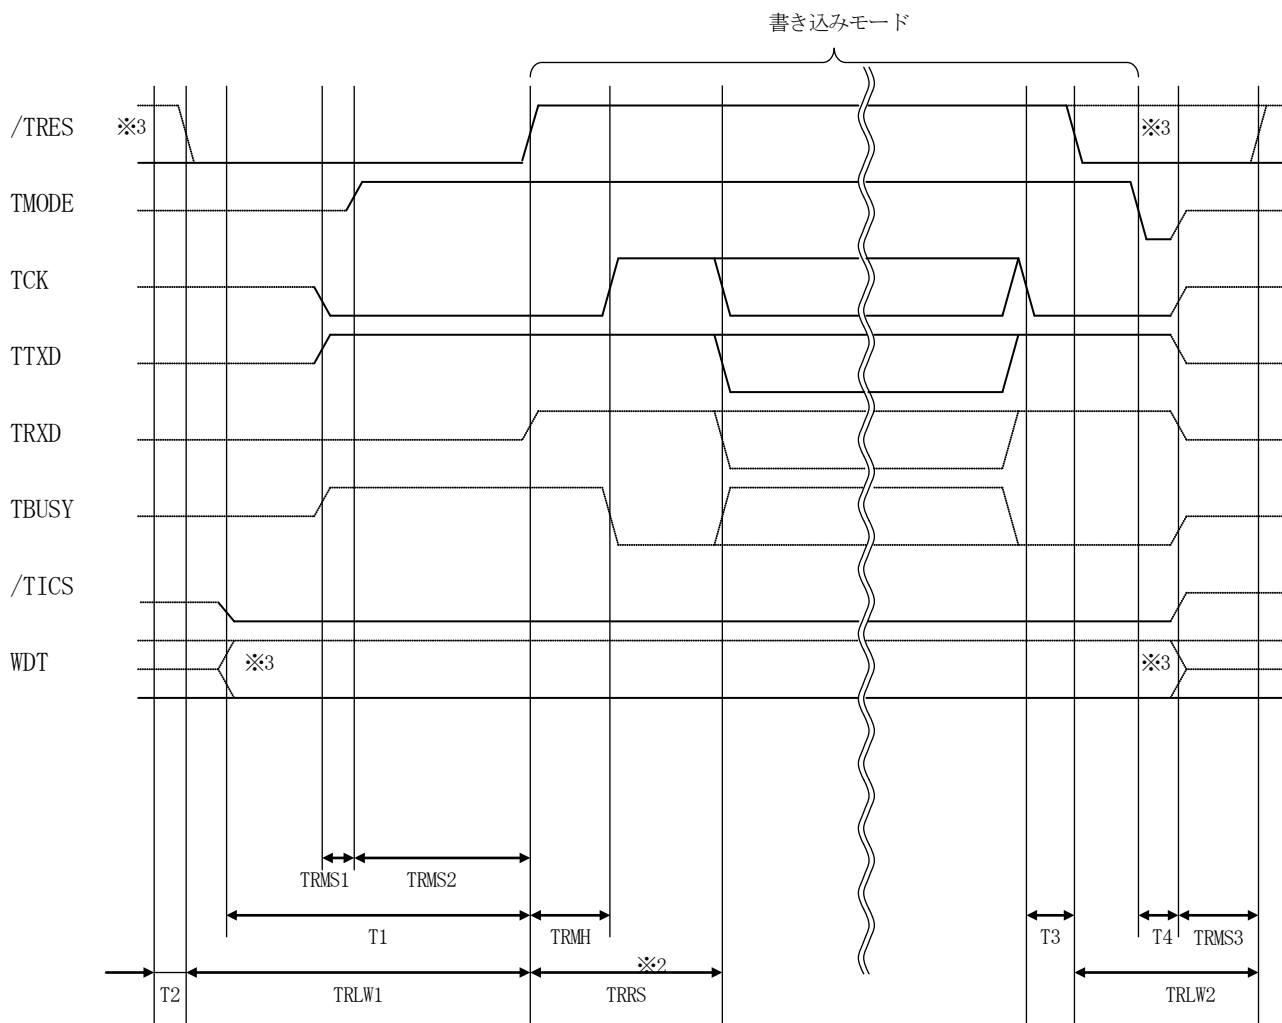 書き込みモード
/TRES ※3 ※3
TMODE
TCK
TTXD
TRXD
TBUSY
/TICS
WDT ※3 ※3
TRMS1 TRMS2
T1 TRMH T3 T4 TRMS3
※2
T2 TRLW1 TRRS TRLW2